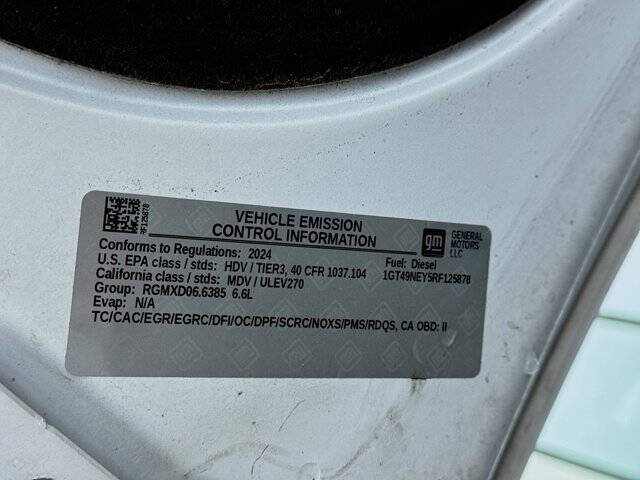 RF125878
VEHICLE EMISSION
CONTROL INFORMATION
gm
GENERAL
MOTORS
LLC
Conforms to Regulations: 2024
U.S. EPA class / stds: HDV / TIER3, 40 CFR 1037.104
California class / stds: MDV / ULEV270
Group: RGMXD06.6385 6.6L
Evap: N/A
Fuel: Diesel
1GT49NEY5RF125878
TC/CAC/EGR/EGRC/DFI/OC/DPF/SCRC/NOXS/PMS/RDQS, CA OBD: II